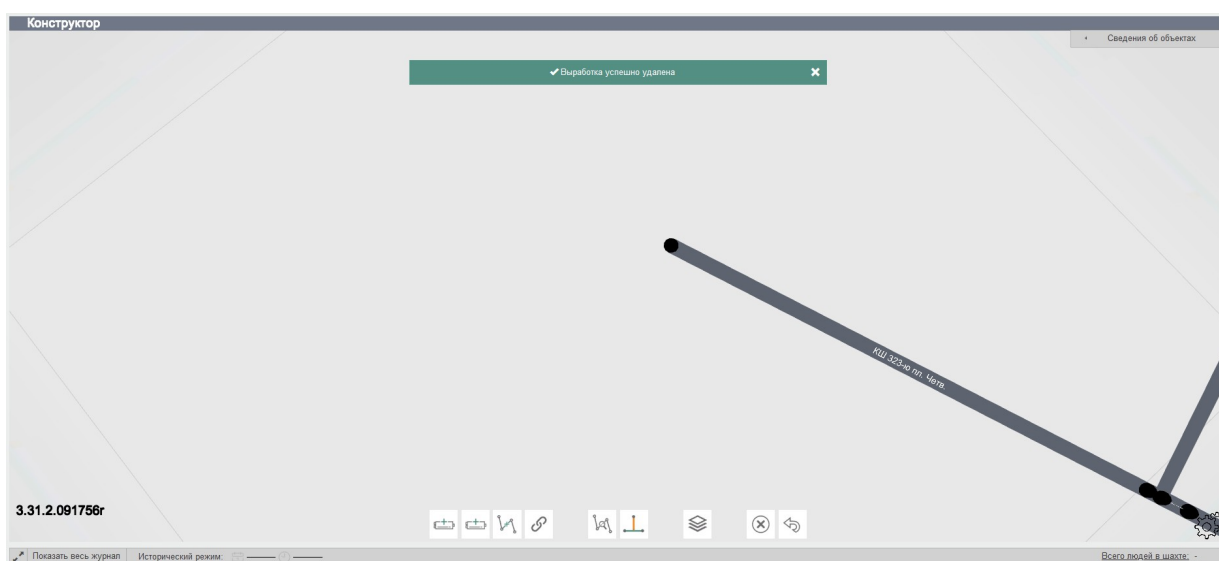 Конструктор
Сведения об объектах
Выработка успешно удалена
КШ 323-ю пл. Четв.
3.31.2.091756r
Показать весь журнал Исторический режим:
Всего людей в шахте: -